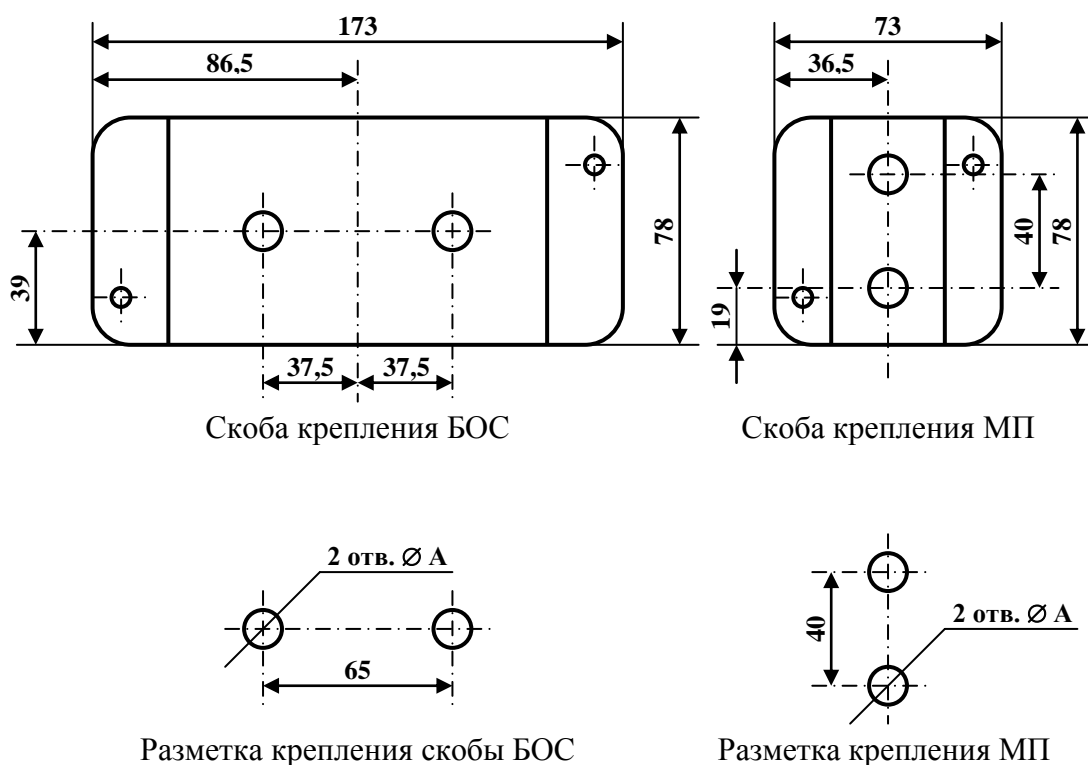 173
86,5
78
39
37,5
37,5
Скоба крепления БОС
73
36,5
40
78
19
Скоба крепления МП
2 отв. ∅ А
65
Разметка крепления скобы БОС
40
2 отв. ∅ А
Разметка крепления МП